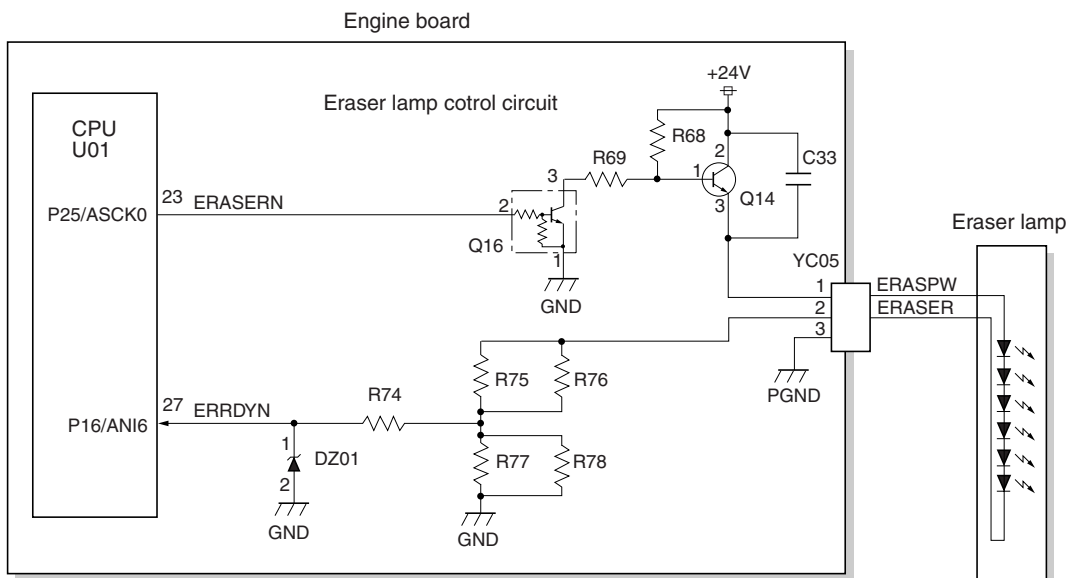 Engine board
+24V
Eraser lamp cotrol circuit
CPU
U01
R68
2
C33
R69
1
3
Q14
3
23 ERASERN
P25/ASCK0
2
Q16
1
GND
Eraser lamp
YC05
1 ERASPW
2 ERASER
3
PGND
R75
R76
R74
27 ERRDYN
P16/ANI6
1
DZ01
2
GND
R77
R78
GND